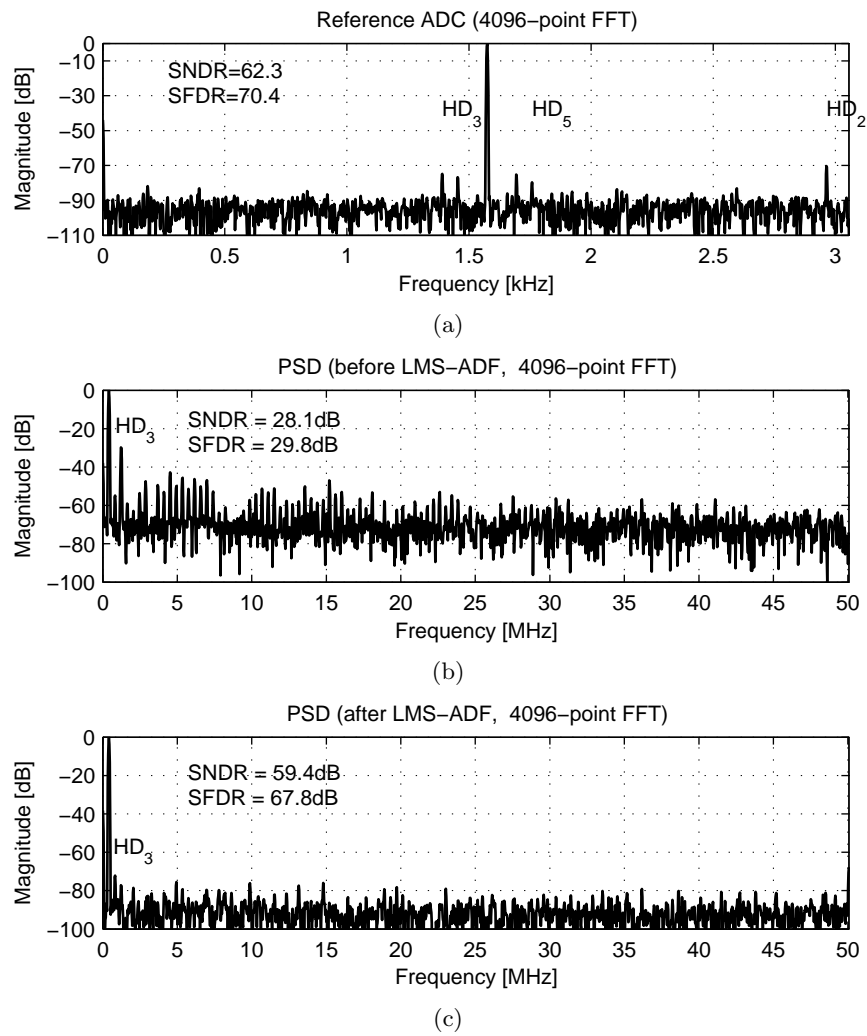 Reference ADC (4096−point FFT)
0
−10
−30
−50
−70
−90
−110
Magnitude [dB]
SNDR=62.3
SFDR=70.4
HD3
HD5
HD2
0
0.5
1
1.5
2
2.5
3
Frequency [kHz]
(a)
PSD (before LMS−ADF, 4096−point FFT)
0
−20
−40
−60
−80
−100
Magnitude [dB]
HD3
SNDR = 28.1dB
SFDR = 29.8dB
0
5
10
15
20
25
30
35
40
45
50
Frequency [MHz]
(b)
PSD (after LMS−ADF, 4096−point FFT)
0
−20
−40
−60
−80
−100
Magnitude [dB]
SNDR = 59.4dB
SFDR = 67.8dB
HD3
0
5
10
15
20
25
30
35
40
45
50
Frequency [MHz]
(c)